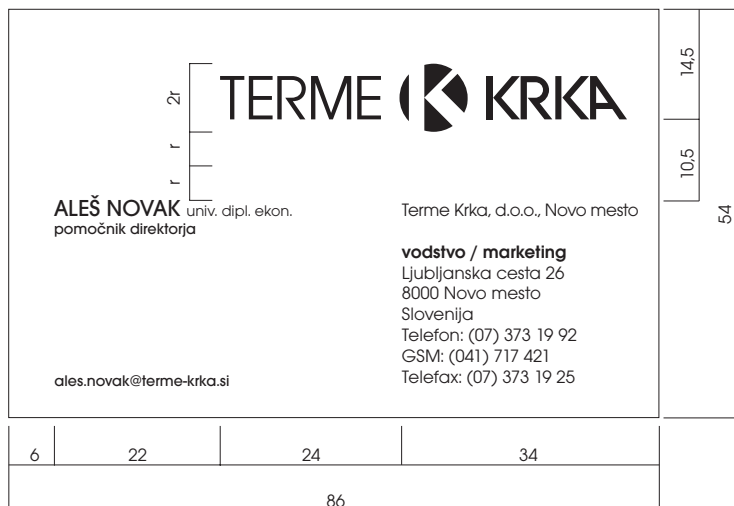 TERME KRKA
2r
r
r
14,5
10,5
54
ALEŠ NOVAK univ. dipl. ekon.
pomočnik direktorja
Terme Krka, d.o.o., Novo mesto
vodstvo / marketing
Ljubljanska cesta 26
8000 Novo mesto
Slovenija
Telefon: (07) 373 19 92
GSM: (041) 717 421
Telefax: (07) 373 19 25
ales.novak@terme-krka.si
6 22 24 34
86